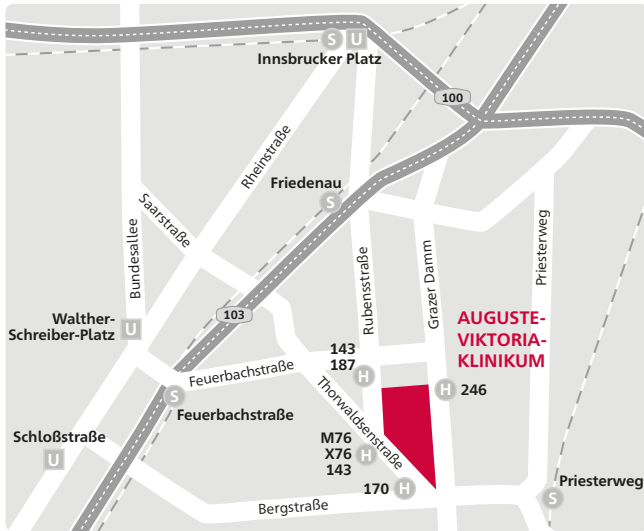 S U
Innsbrucker Platz
100
Rheinstraße
Friedenau
S
Saarstraße
Bundesallee
Priesterweg
Rubensstraße
Grazer Damm
103
Walther-
Schreiber-Platz
U
AUGUSTE-
VIKTORIA-
KLINIKUM
143
187
H
Feuerbachstraße
H 246
S
Feuerbachstraße
Thorwaldsenstraße
Schloßstraße
U
M76
X76
143
H
170 H
Bergstraße
Priesterweg
S